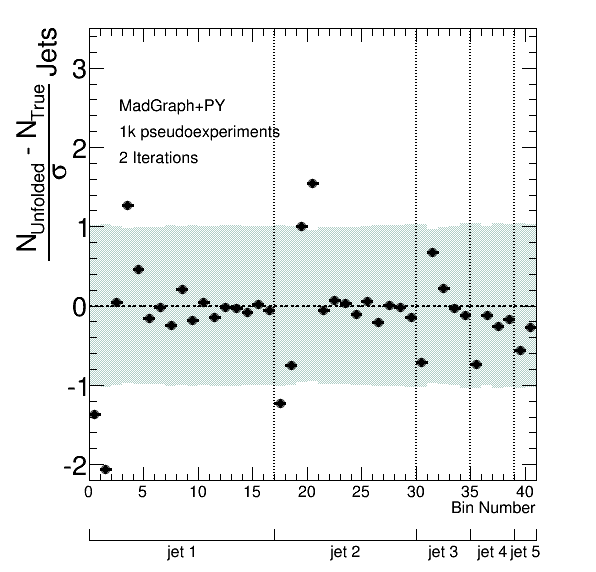 N_Unfolded - N_True Jets
σ
3
2
1
0
-1
-2
MadGraph+PY
1k pseudoexperiments
2 Iterations
0 5 10 15 20 25 30 35 40
Bin Number
jet 1 jet 2 jet 3 jet 4 jet 5